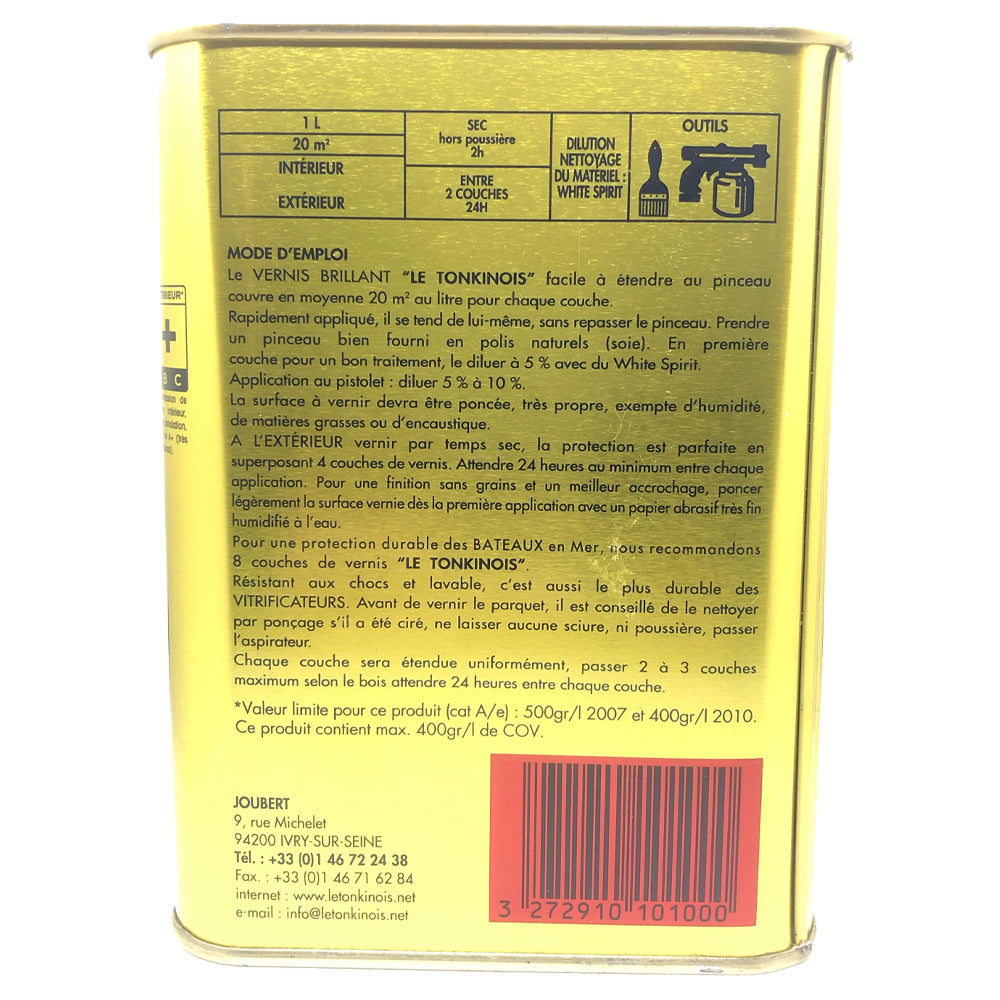 1 L
20 m²
INTÉRIEUR
EXTÉRIEUR
SEC
hors poussière
2h
ENTRE
2 COUCHES
24H
DILUTION
NETTOYAGE
DU MATÉRIEL :
WHITE SPIRIT
OUTILS
MODE D'EMPLOI
Le VERNIS BRILLANT "LE TONKINOIS" facile à étendre au pinceau
couvre en moyenne 20 m² au litre pour chaque couche.
Rapidement appliqué, il se tend de lui-même, sans repasser le pinceau. Prendre
un pinceau bien fourni en polis naturels (soie). En première
couche pour un bon traitement, le diluer à 5 % avec du White Spirit.
Application au pistolet : diluer 5 % à 10 %.
La surface à vernir devra être poncée, très propre, exempte d'humidité,
de matières grasses ou d'encaustique.
A L'EXTÉRIEUR vernir par temps sec, la protection est parfaite en
superposant 4 couches de vernis. Attendre 24 heures au minimum entre chaque
application. Pour une finition sans grains et un meilleur accrochage, poncer
légèrement la surface vernie dès la première application avec un papier abrasif très fin
humidifié à l'eau.
Pour une protection durable des BATEAUX en Mer, nous recommandons
8 couches de vernis "LE TONKINOIS".
Résistant aux chocs et lavable, c'est aussi le plus durable des
VITRIFICATEURS. Avant de vernir le parquet, il est conseillé de le nettoyer
par ponçage s'il a été ciré, ne laisser aucune sciure, ni poussière, passer
l'aspirateur.
Chaque couche sera étendue uniformément, passer 2 à 3 couches
maximum selon le bois attendre 24 heures entre chaque couche.
*Valeur limite pour ce produit (cat A/e) : 500gr/l 2007 et 400gr/l 2010.
Ce produit contient max. 400gr/l de COV.
JOUBERT
9, rue Michelet
94200 IVRY-SUR-SEINE
Tél. : +33 (0)1 46 72 24 38
Fax. : +33 (0)1 46 71 62 84
internet : www.letonkinois.net
e-mail : info@letonkinois.net
3 272910 101000
+
B C